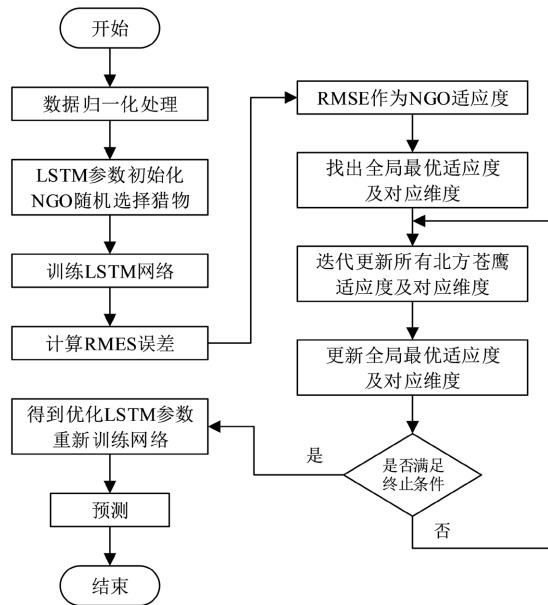 开始
数据归一化处理
LSTM参数初始化
NGO随机选择猎物
训练LSTM网络
计算RMES误差
RMSE作为NGO适应度
找出全局最优适应度
及对应维度
迭代更新所有北方苍鹰
适应度及对应维度
更新全局最优适应度
及对应维度
是否满足
终止条件
是
否
得到优化LSTM参数
重新训练网络
预测
结束